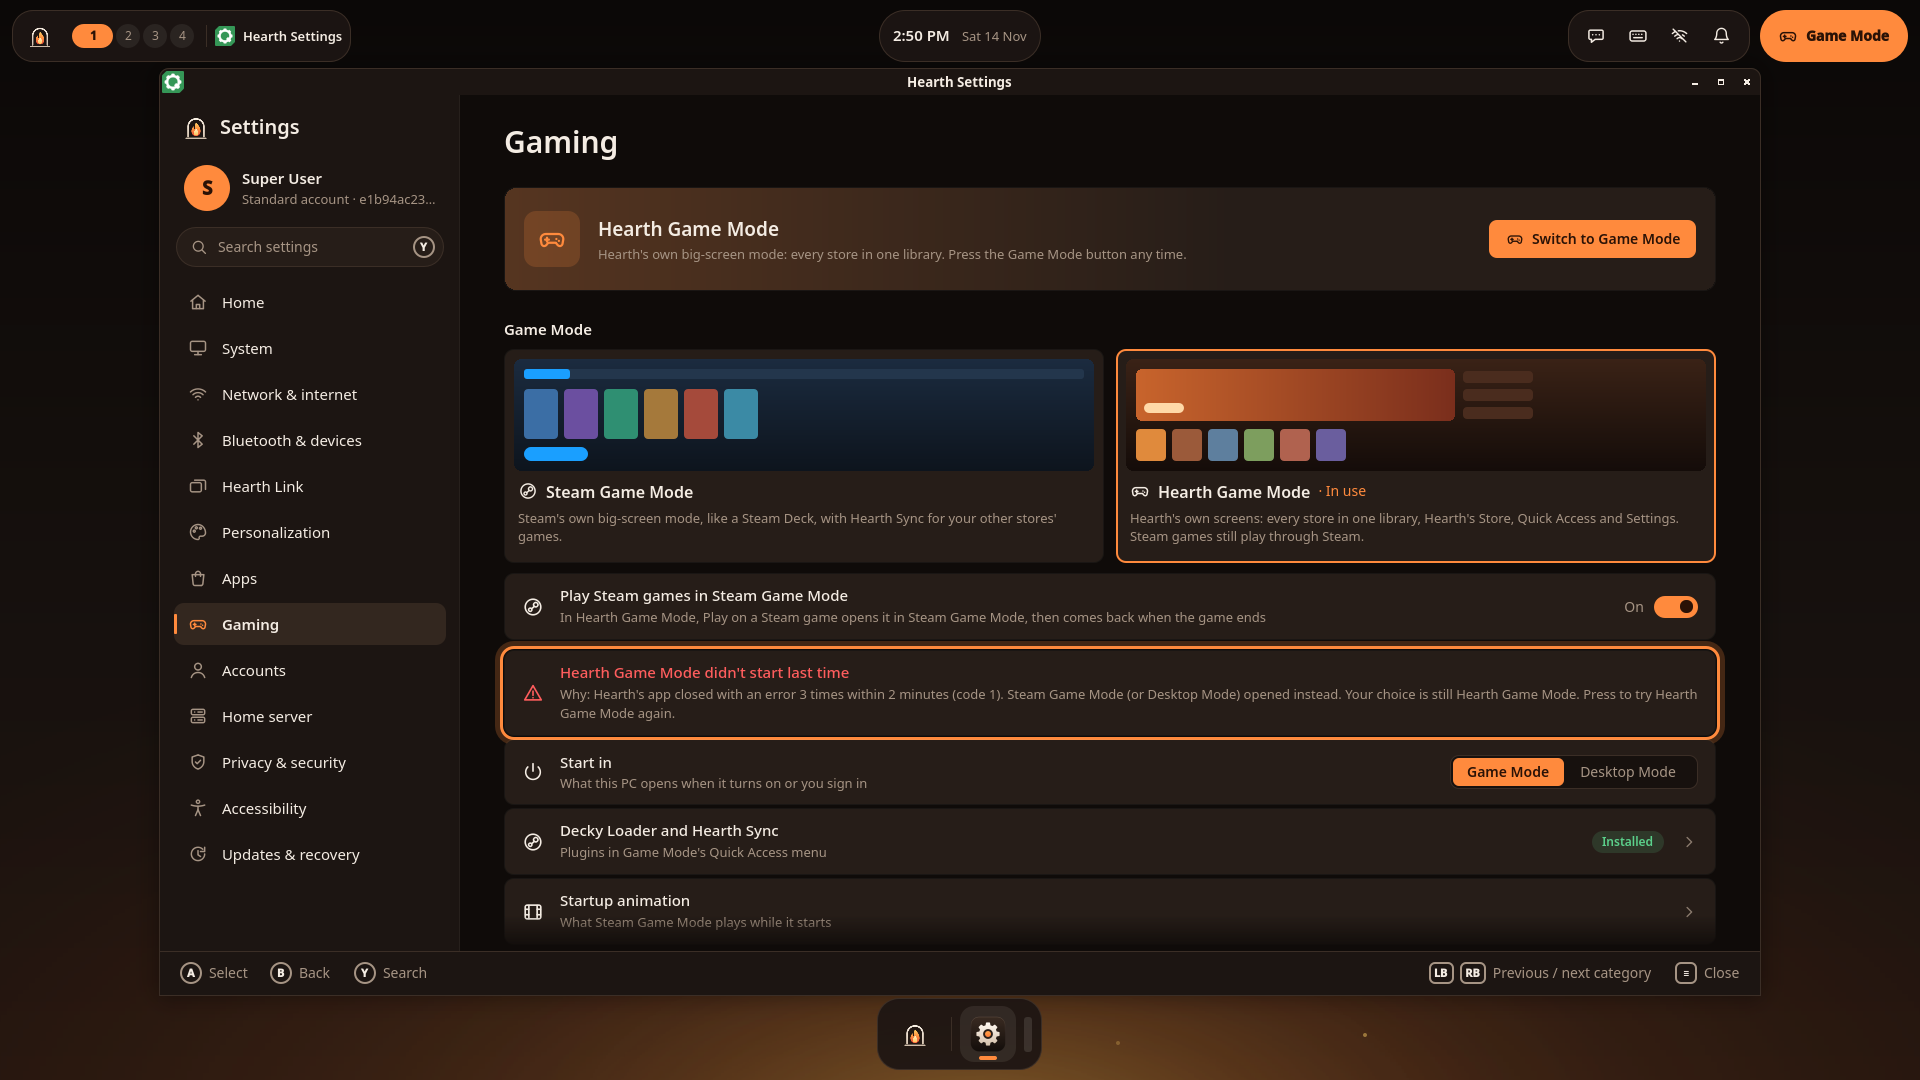 1 2 3 4 Hearth Settings
2:50 PM Sat 14 Nov
Game Mode
Hearth Settings
Settings
S
Super User
Standard account · e1b94ac23...
Search settings Y
Home
System
Network & internet
Bluetooth & devices
Hearth Link
Personalization
Apps
Gaming
Accounts
Home server
Privacy & security
Accessibility
Updates & recovery
Gaming
Hearth Game Mode
Hearth's own big-screen mode: every store in one library. Press the Game Mode button any time.
Switch to Game Mode
Game Mode
Steam Game Mode
Steam's own big-screen mode, like a Steam Deck, with Hearth Sync for your other stores'
games.
Hearth Game Mode · In use
Hearth's own screens: every store in one library, Hearth's Store, Quick Access and Settings.
Steam games still play through Steam.
Play Steam games in Steam Game Mode
In Hearth Game Mode, Play on a Steam game opens it in Steam Game Mode, then comes back when the game ends
On
Hearth Game Mode didn't start last time
Why: Hearth's app closed with an error 3 times within 2 minutes (code 1). Steam Game Mode (or Desktop Mode) opened instead. Your choice is still Hearth Game Mode. Press to try Hearth
Game Mode again.
Start in
What this PC opens when it turns on or you sign in
Game Mode Desktop Mode
Decky Loader and Hearth Sync
Plugins in Game Mode's Quick Access menu
Installed
Startup animation
What Steam Game Mode plays while it starts
A Select B Back Y Search
LB RB Previous / next category ≡ Close